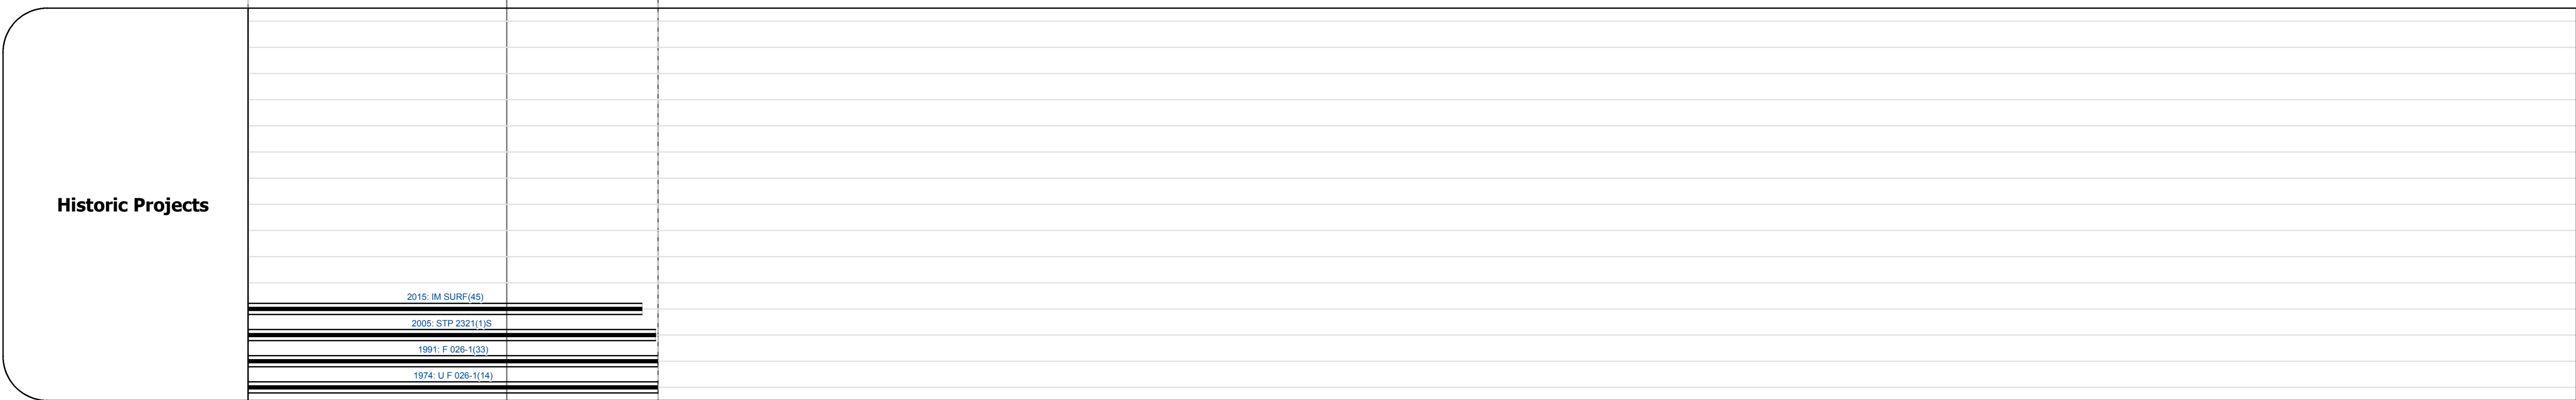 Historic Projects
2015: IM SURF(45)
2005: STP 2321(1)S
1991: F 026-1(33)
1974: U F 026-1(14)